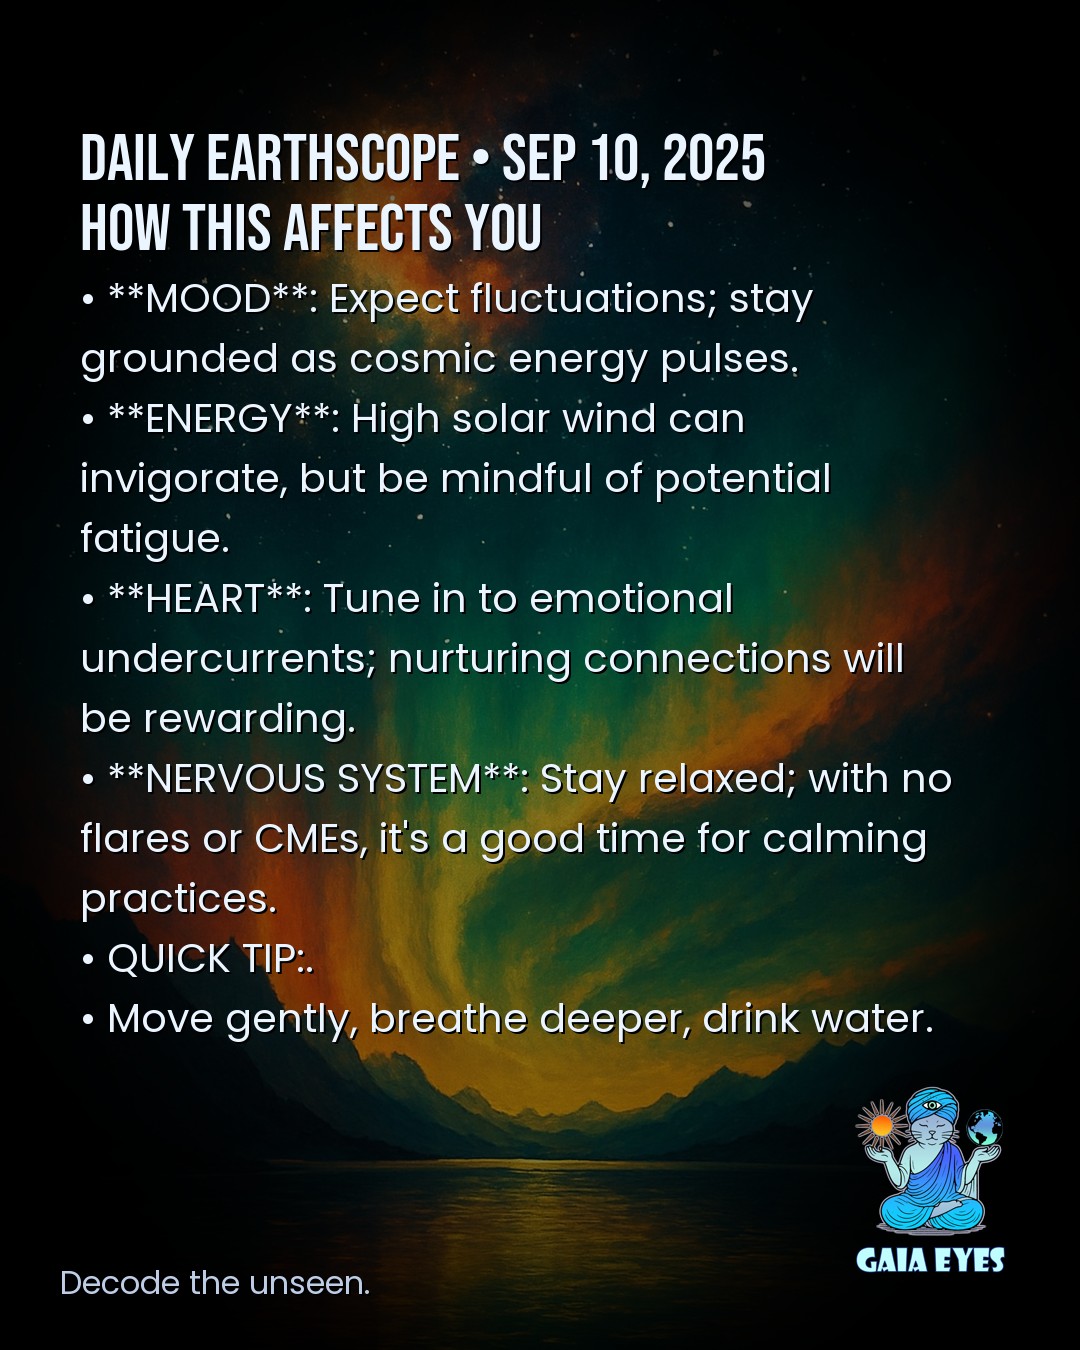 DAILY EARTHSCOPE • SEP 10, 2025
HOW THIS AFFECTS YOU
• **MOOD**: Expect fluctuations; stay
grounded as cosmic energy pulses.
• **ENERGY**: High solar wind can
invigorate, but be mindful of potential
fatigue.
• **HEART**: Tune in to emotional
undercurrents; nurturing connections will
be rewarding.
• **NERVOUS SYSTEM**: Stay relaxed; with no
flares or CMEs, it's a good time for calming
practices.
• QUICK TIP:.
• Move gently, breathe deeper, drink water.
GAIA EYES
Decode the unseen.